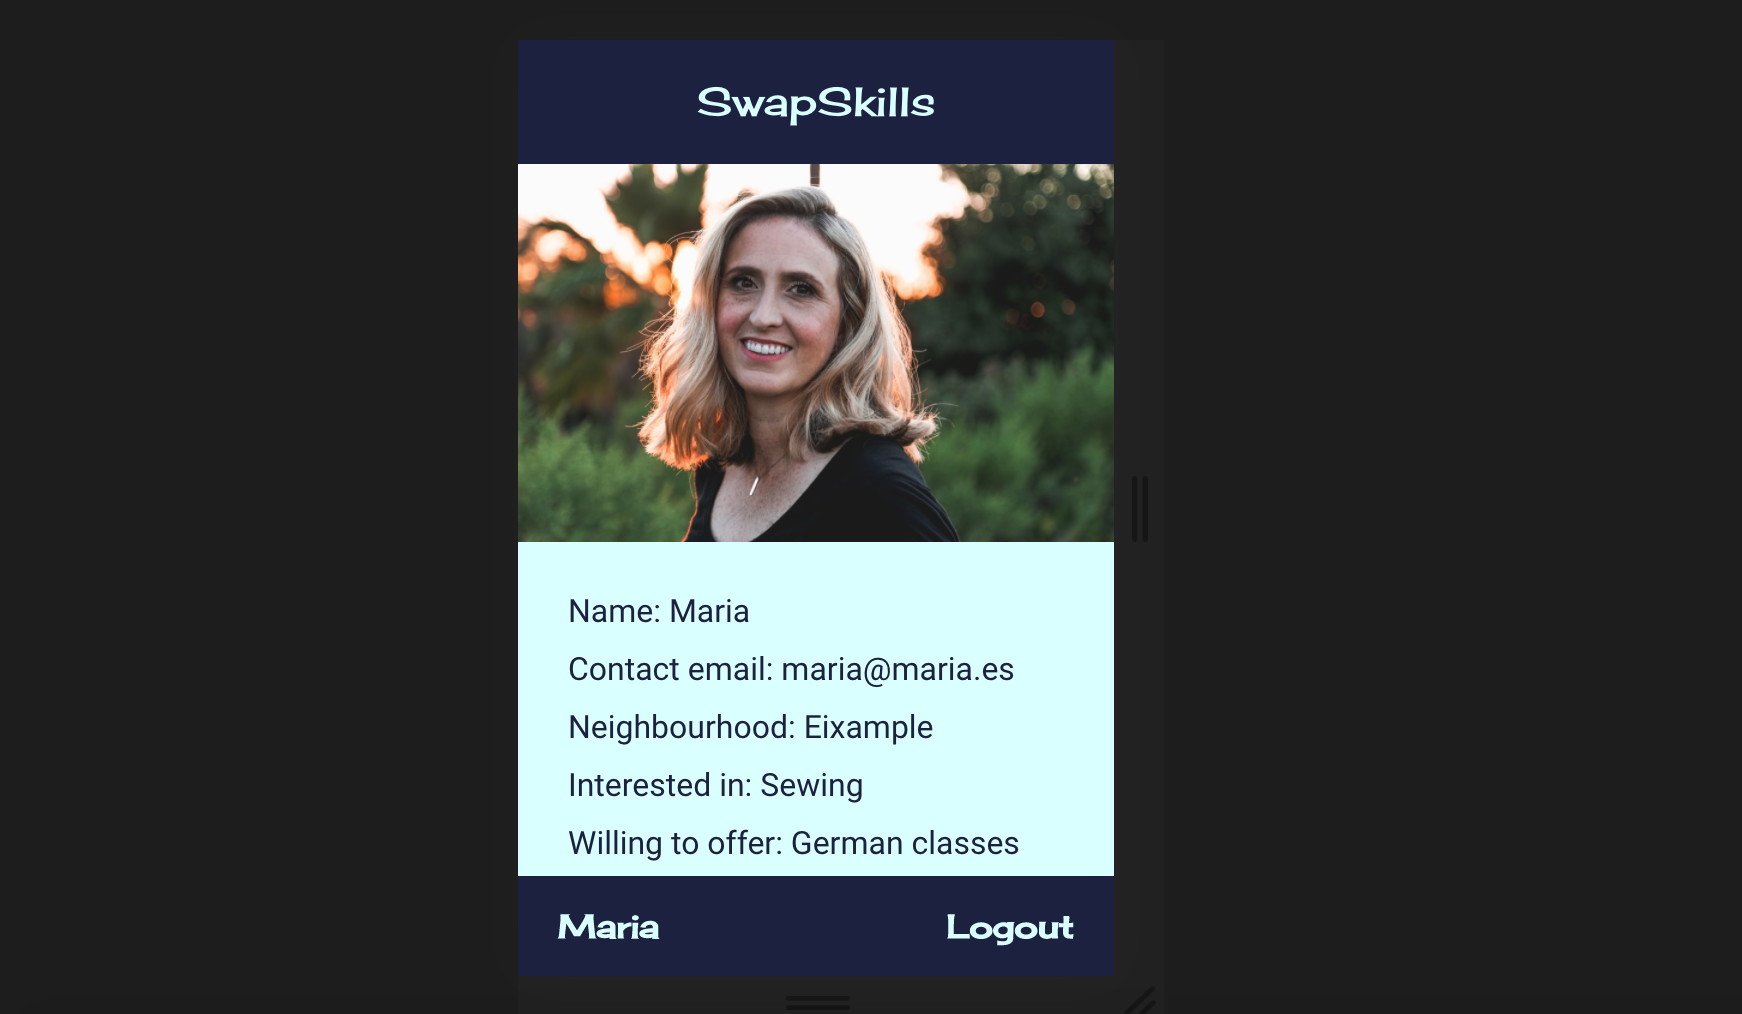 SwapSkills
Name: Maria
Contact email: maria@maria.es
Neighbourhood: Eixample
Interested in: Sewing
Willing to offer: German classes
Maria Logout